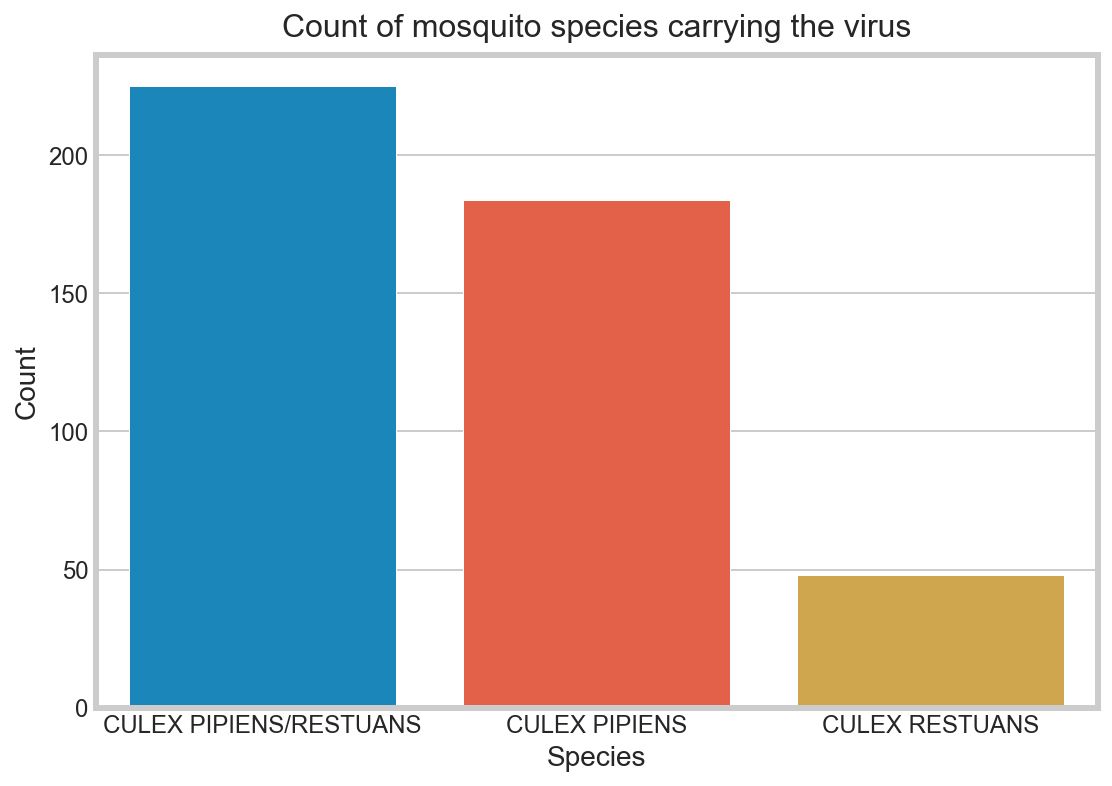 Count of mosquito species carrying the virus
Count
200
150
100
50
0
CULEX PIPIENS/RESTUANS CULEX PIPIENS CULEX RESTUANS
Species